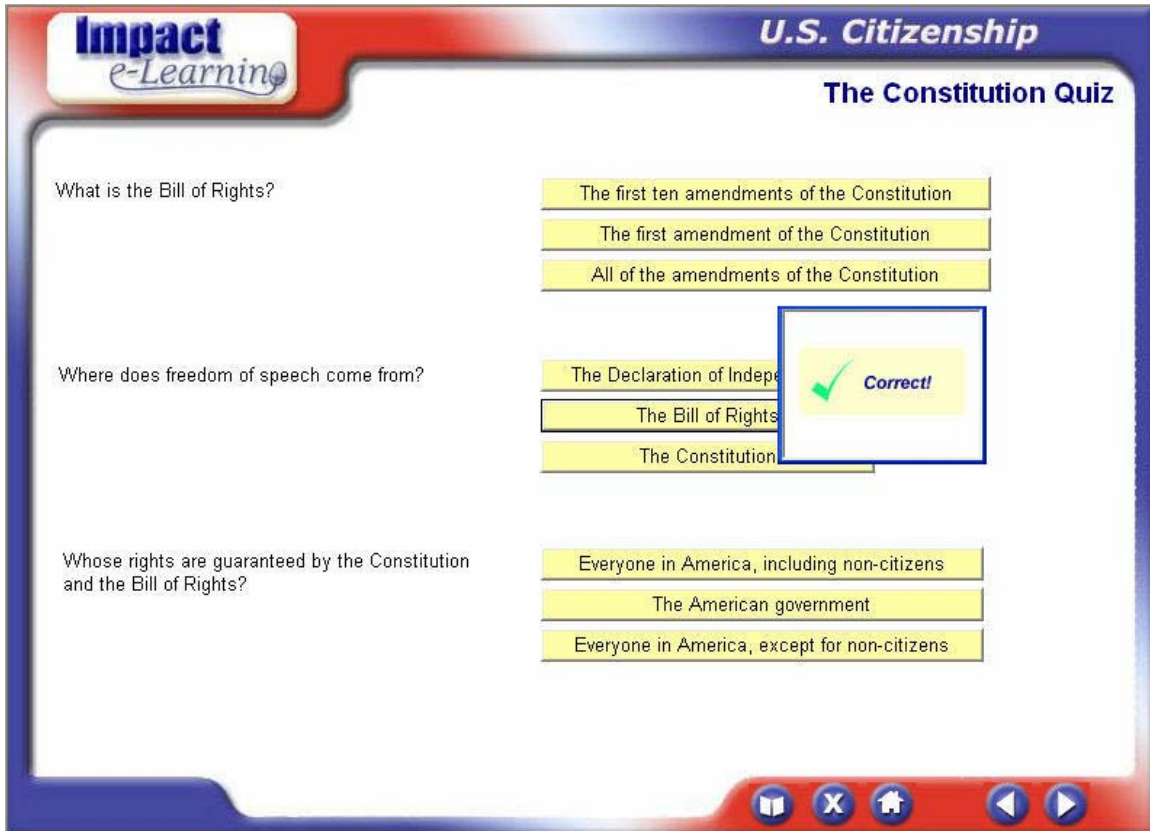 Impact
e-Learning
U.S. Citizenship
The Constitution Quiz
What is the Bill of Rights?
The first ten amendments of the Constitution
The first amendment of the Constitution
All of the amendments of the Constitution
Where does freedom of speech come from?
The Declaration of
The Bill of Rights
The Constitution
Correct!
Whose rights are guaranteed by the Constitution
and the Bill of Rights?
Everyone in America, including non-citizens
The American government
Everyone in America, except for non-citizens
X